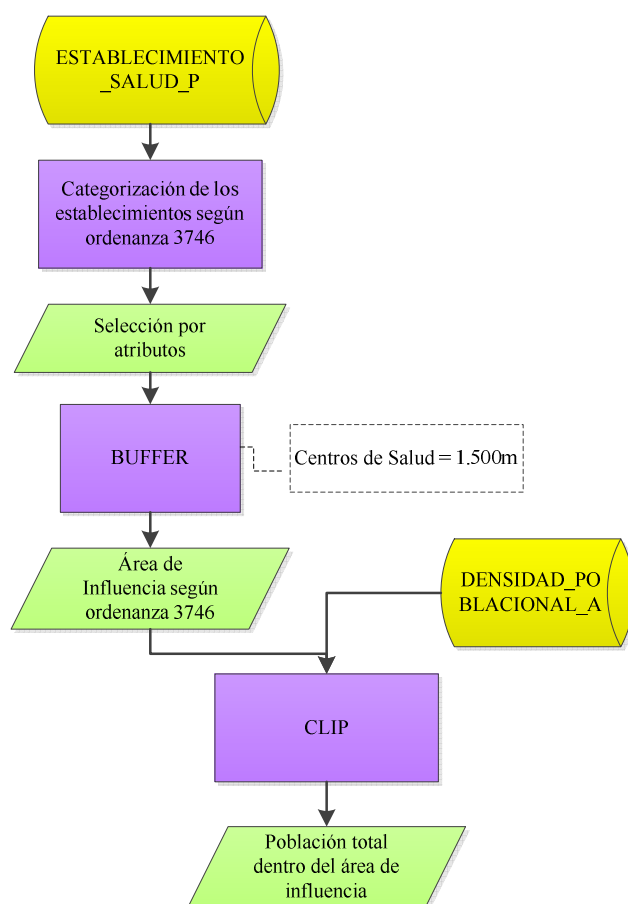 ESTABLECIMIENTO
_SALUD_P
Categorización de los
establecimientos según
ordenanza 3746
Selección por
atributos
BUFFER
Centros de Salud = 1.500m
Área de
Influencia según
ordenanza 3746
DENSIDAD_PO
BLACIONAL_A
CLIP
Población total
dentro del área de
influencia